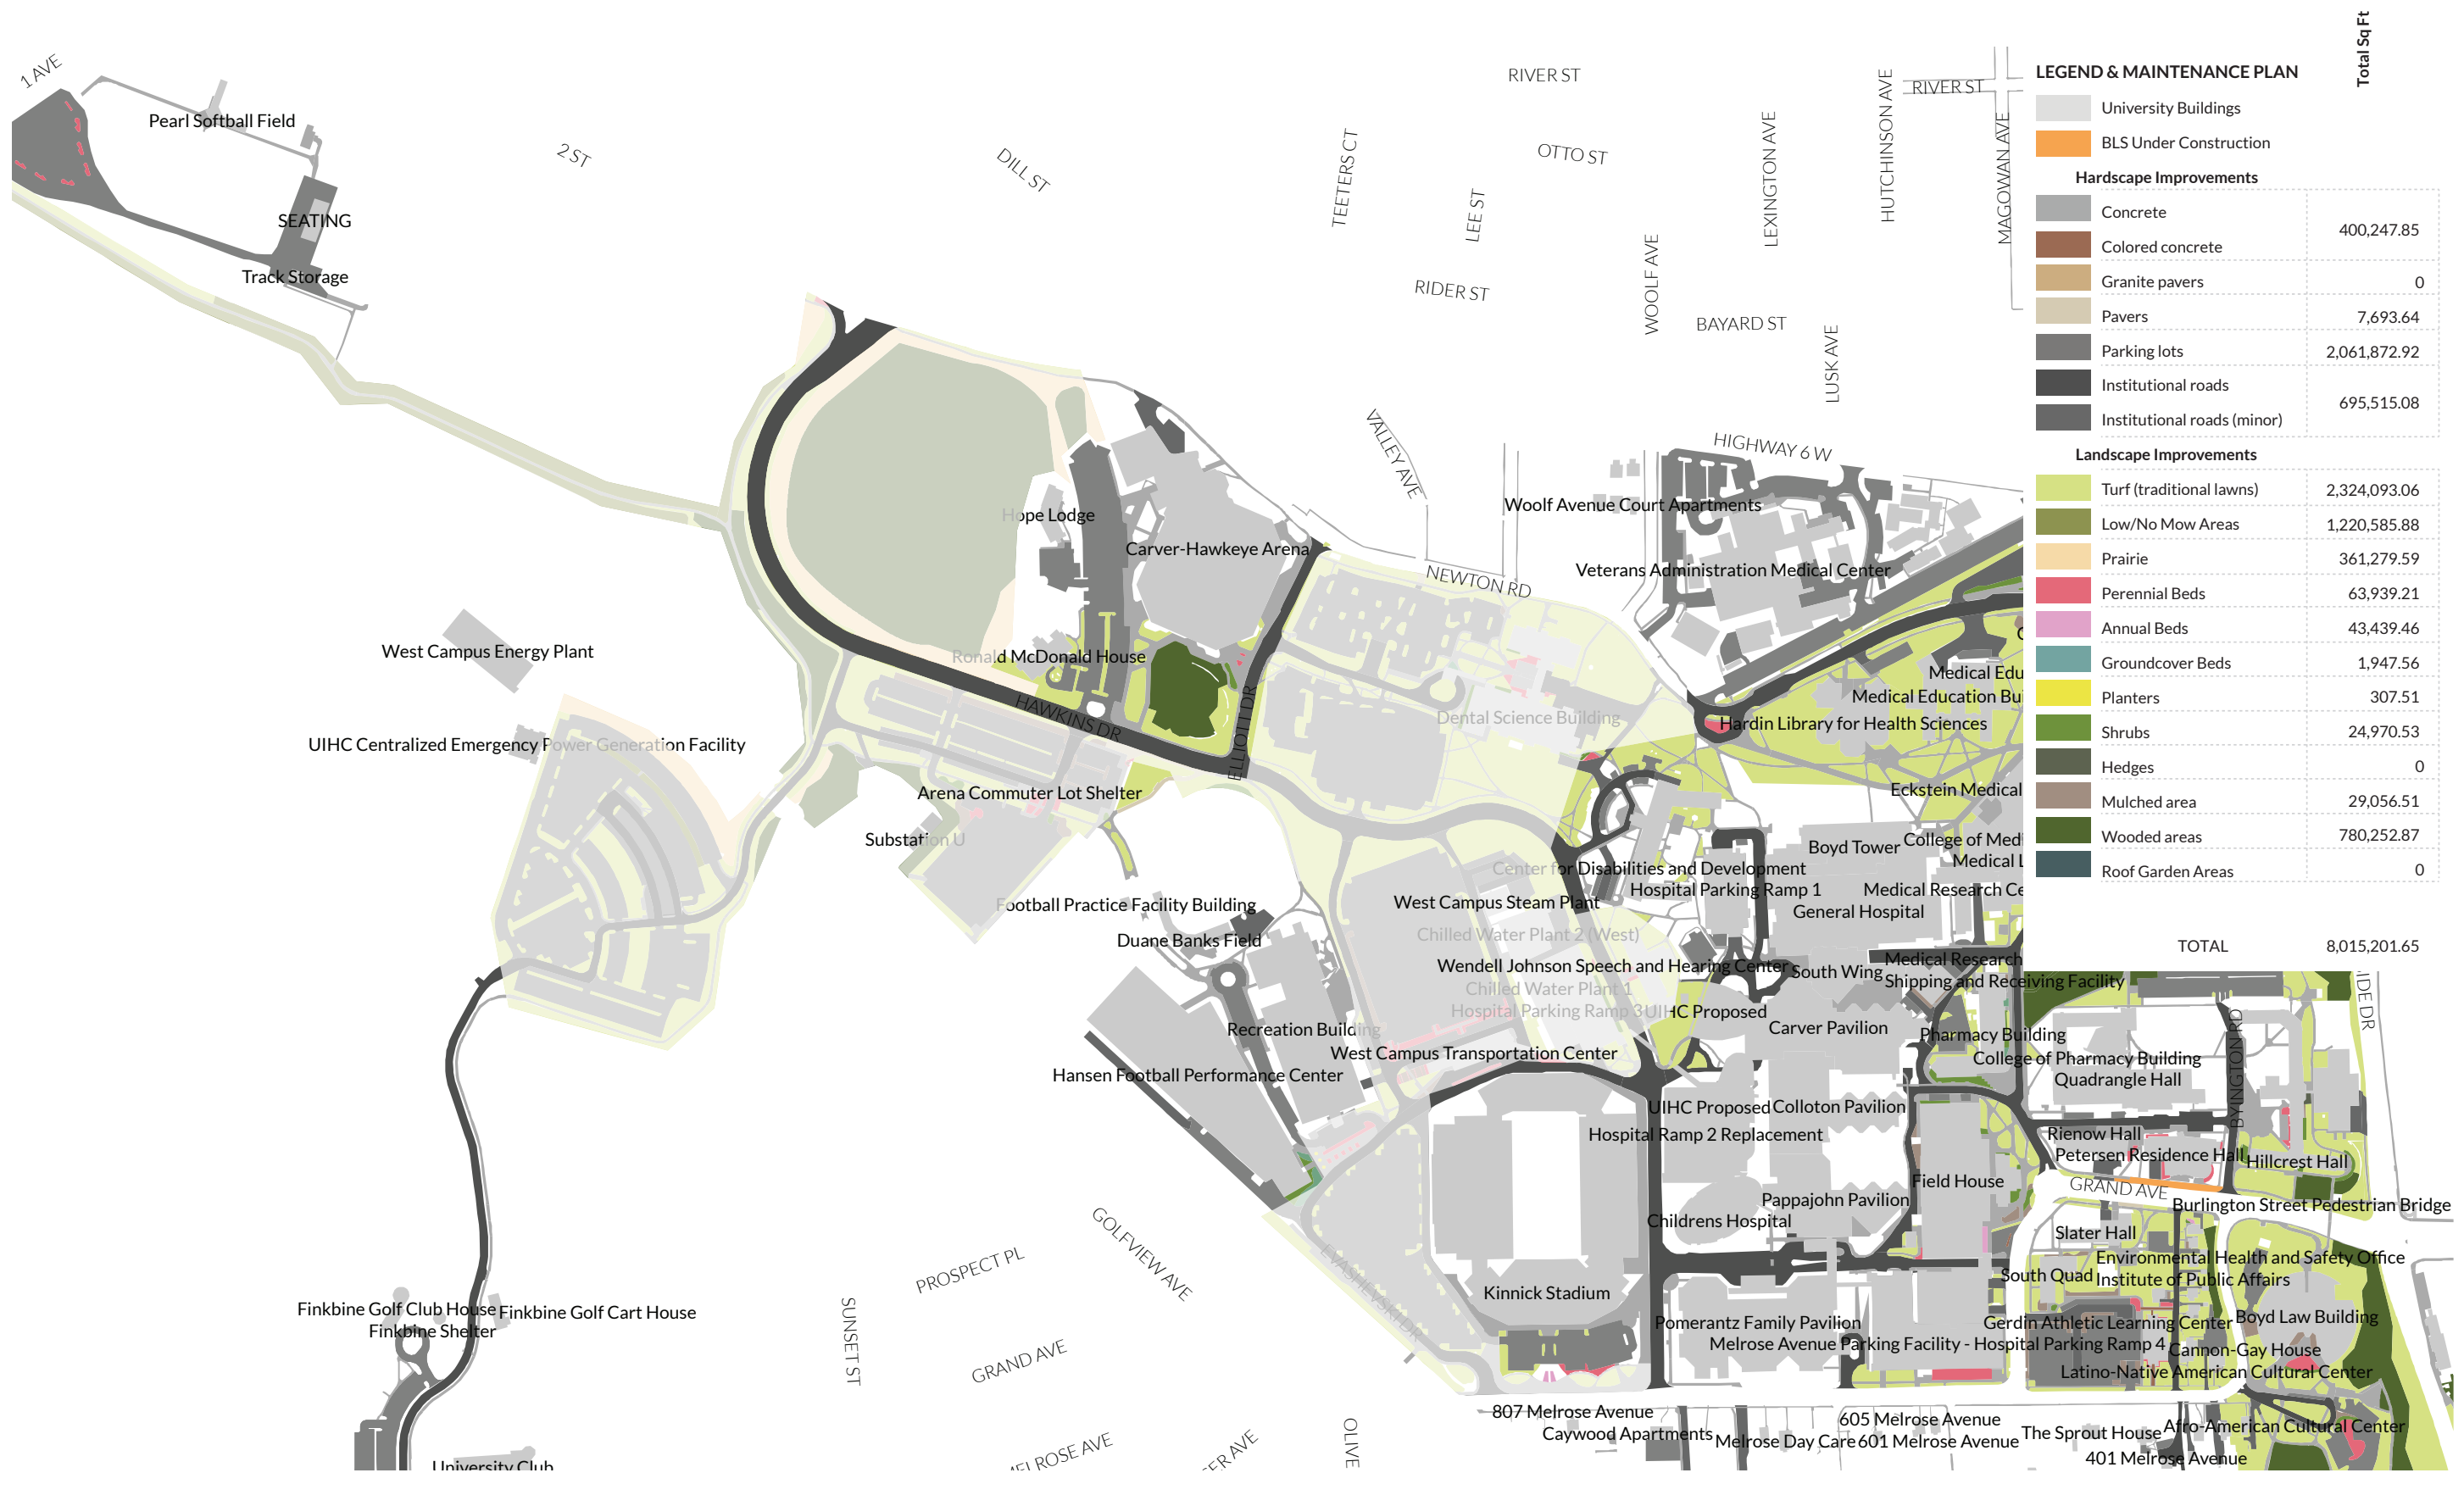 1 AVE
Pearl Softball Field
SEATING
Track Storage
2 ST
DILL ST
TEETERS CT
RIVER ST
OTTO ST
LEE ST
RIDER ST
WOOLF AVE
LEXINGTON AVE
BAYARD ST
HUTCHINSON AVE
LUSK AVE
RIVER ST
MAGOWAN AVE
VALLEY AVE
HIGHWAY 6 W
NEWTON RD
Woolf Avenue Court Apartments
Veterans Administration Medical Center
Hope Lodge
Carver-Hawkeye Arena
Ronald McDonald House
HAWKINS DR
ELLIOTT DR
West Campus Energy Plant
UIHC Centralized Emergency Power Generation Facility
Arena Commuter Lot Shelter
Substation U
Dental Science Building
Medical Edu
Medical Education Bui
Hardin Library for Health Sciences
Eckstein Medical
Boyd Tower
College of Medi
Medical L
Center for Disabilities and Development
Hospital Parking Ramp 1
Medical Research Ce
General Hospital
West Campus Steam Plant
Football Practice Facility Building
Duane Banks Field
Chilled Water Plant 2 (West)
Wendell Johnson Speech and Hearing Center
South Wing
Medical Research
Shipping and Receiving Facility
Chilled Water Plant 1
Hospital Parking Ramp 3
UIHC Proposed
Carver Pavilion
Recreation Building
West Campus Transportation Center
Hansen Football Performance Center
Pharmacy Building
College of Pharmacy Building
Quadrangle Hall
BYINGTON RD
IDE DR
UIHC Proposed
Colloton Pavilion
Hospital Ramp 2 Replacement
Rienow Hall
Petersen Residence Hall
Hillcrest Hall
Field House
GRAND AVE
Pappajohn Pavilion
Childrens Hospital
Burlington Street Pedestrian Bridge
Slater Hall
Environmental Health and Safety Office
South Quad
Institute of Public Affairs
GOLFVIEW AVE
PROSPECT PL
EVASHEVSKI DR
Kinnick Stadium
Pomerantz Family Pavilion
Gerdin Athletic Learning Center
Boyd Law Building
Melrose Avenue Parking Facility - Hospital Parking Ramp 4
Cannon-Gay House
Latino-Native American Cultural Center
Finkbine Golf Club House
Finkbine Golf Cart House
Finkbine Shelter
SUNSET ST
GRAND AVE
MELROSE AVE
ER AVE
OLIVE
University Club
807 Melrose Avenue
Caywood Apartments
Melrose Day Care
605 Melrose Avenue
601 Melrose Avenue
The Sprout House
Afro-American Cultural Center
401 Melrose Avenue
Total Sq Ft
LEGEND & MAINTENANCE PLAN
University Buildings
BLS Under Construction
Hardscape Improvements
Concrete
Colored concrete
400,247.85
Granite pavers 0
Pavers 7,693.64
Parking lots 2,061,872.92
Institutional roads
Institutional roads (minor)
695,515.08
Landscape Improvements
Turf (traditional lawns) 2,324,093.06
Low/No Mow Areas 1,220,585.88
Prairie 361,279.59
Perennial Beds 63,939.21
Annual Beds 43,439.46
Groundcover Beds 1,947.56
Planters 307.51
Shrubs 24,970.53
Hedges 0
Mulched area 29,056.51
Wooded areas 780,252.87
Roof Garden Areas 0
TOTAL 8,015,201.65